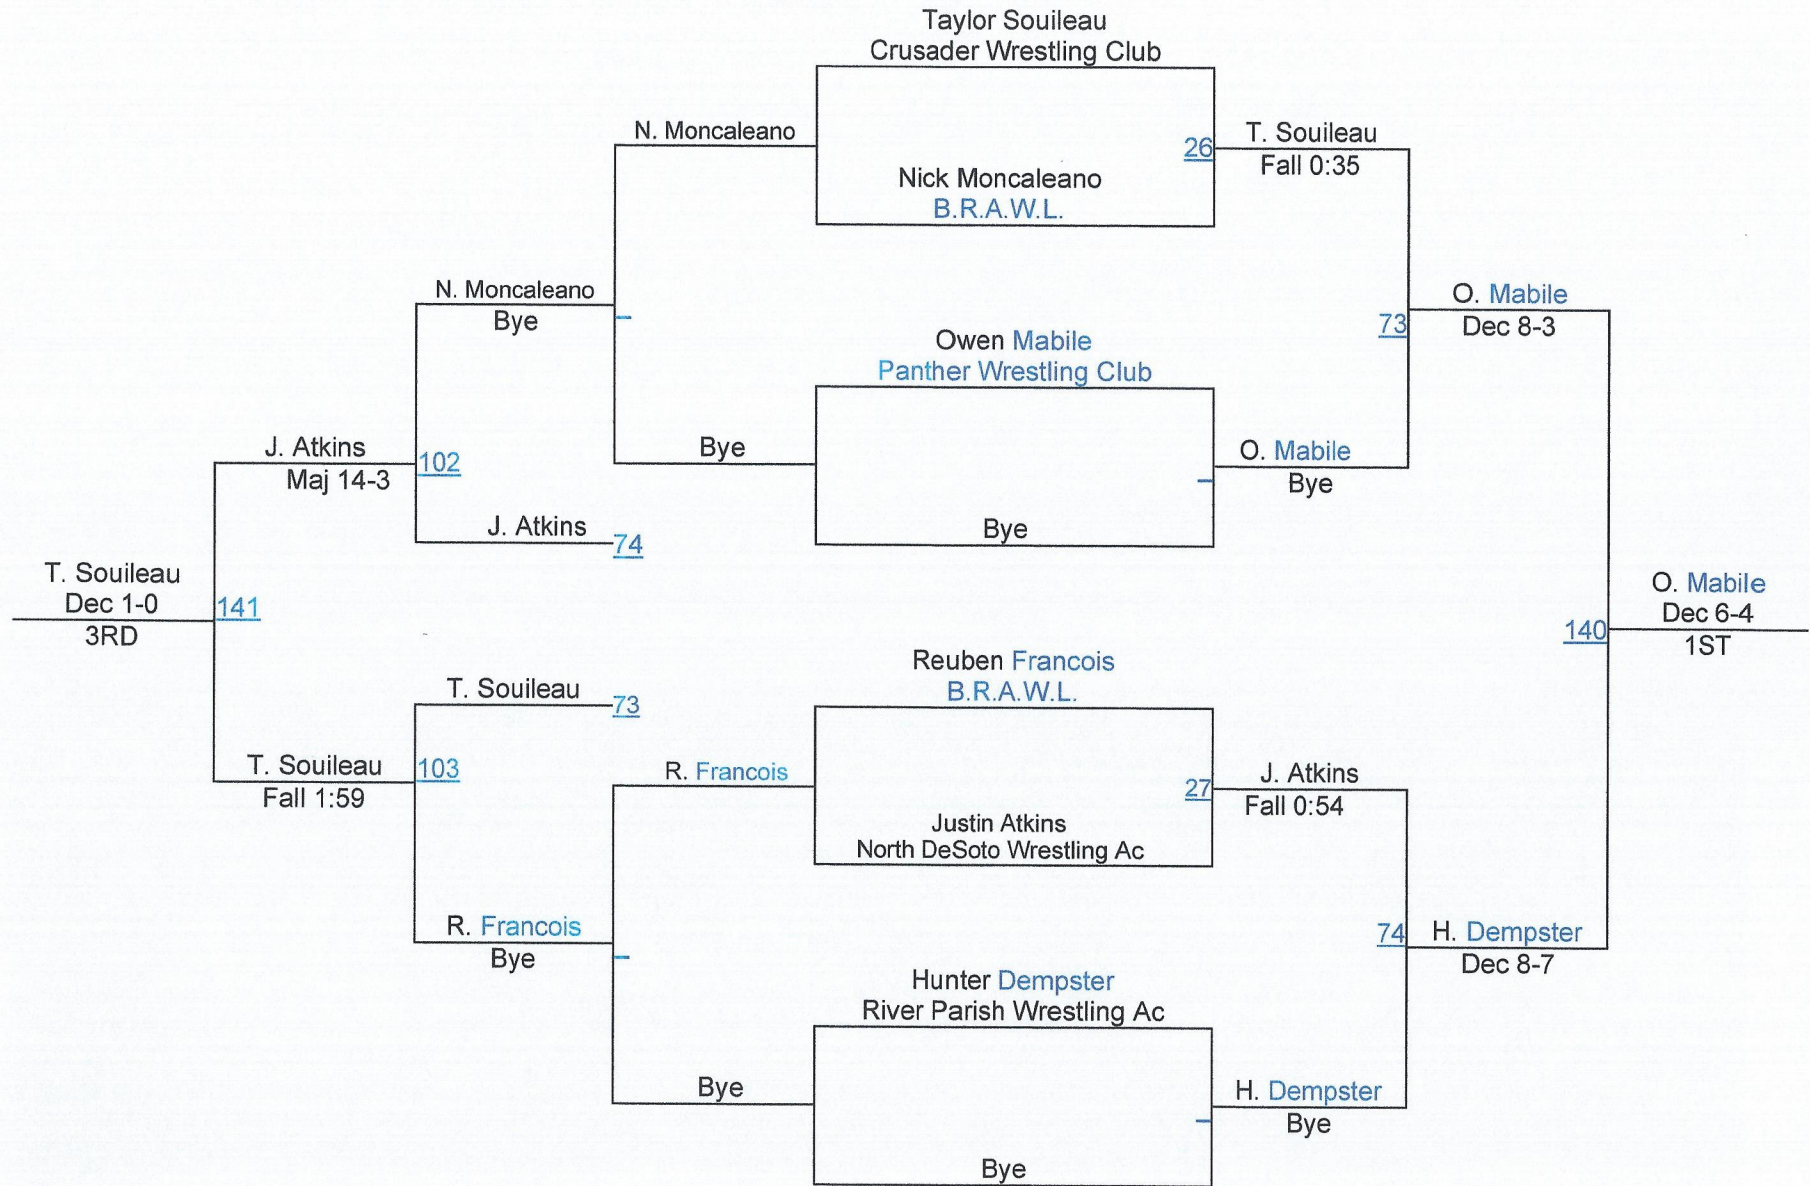 Taylor Souileau
Crusader Wrestling Club
N. Moncaleano
26
T. Souileau
Fall 0:35
Nick Moncaleano
B.R.A.W.L.
N. Moncaleano
Bye
O. Mabile
Dec 8-3
73
Owen Mabile
Panther Wrestling Club
J. Atkins
Maj 14-3
102
Bye
O. Mabile
Bye
J. Atkins
74
Bye
T. Souileau
Dec 1-0
3RD
141
O. Mabile
Dec 6-4
1ST
140
Reuben Francois
B.R.A.W.L.
T. Souileau
73
T. Souileau
Fall 1:59
103
R. Francois
27
J. Atkins
Fall 0:54
Justin Atkins
North DeSoto Wrestling Ac
R. Francois
Bye
74
H. Dempster
Dec 8-7
Hunter Dempster
River Parish Wrestling Ac
Bye
H. Dempster
Bye
Bye